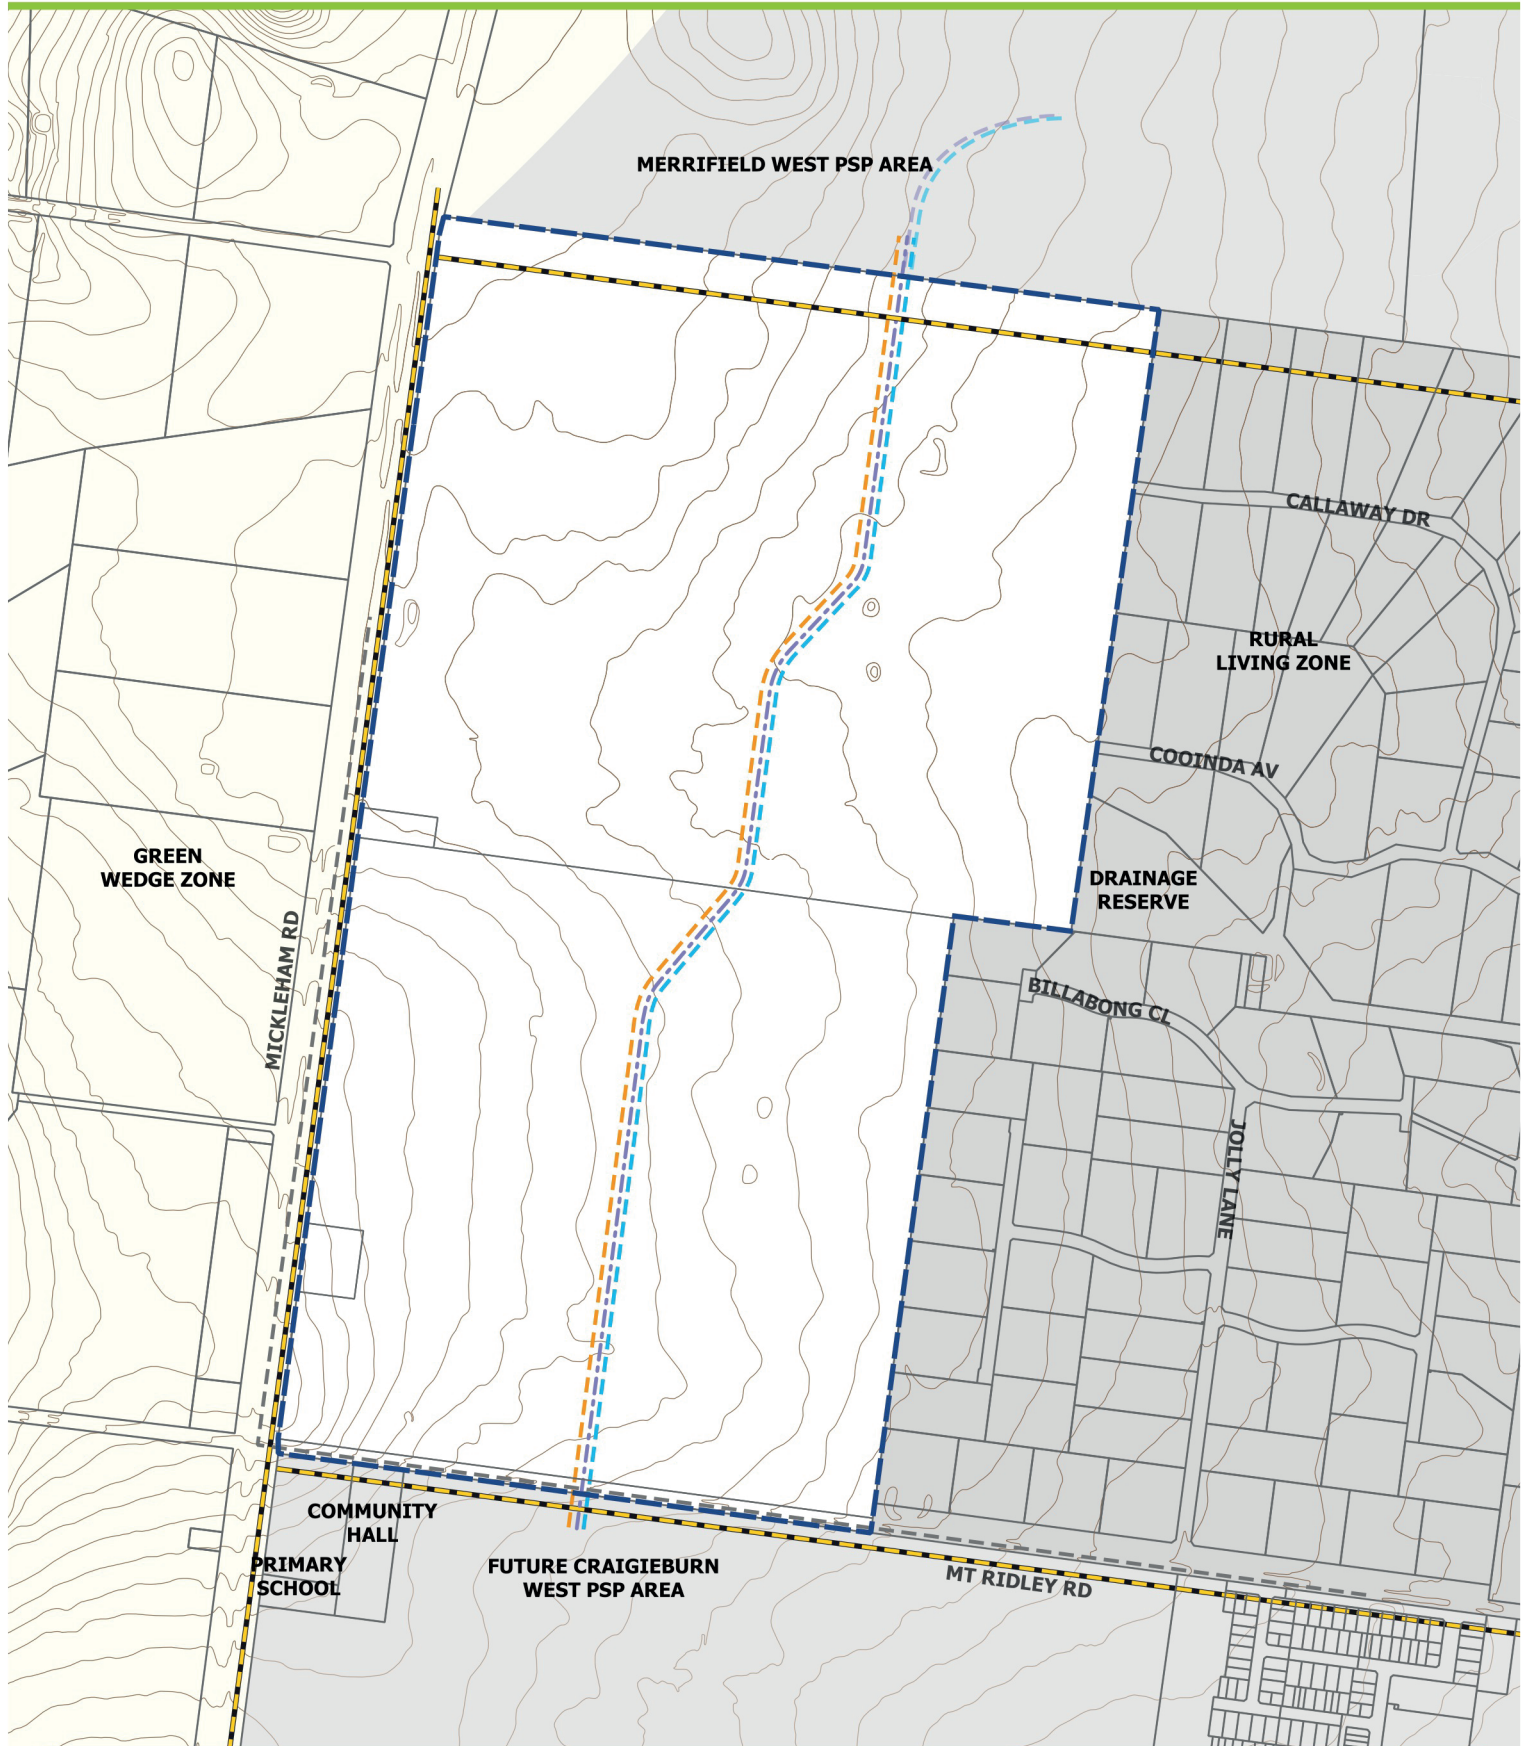 MERRIFIELD WEST PSP AREA
CALLAWAY DR
RURAL
LIVING ZONE
COOINDA AV
GREEN
WEDGE ZONE
DRAINAGE
RESERVE
MICKLEHAM RD
BILLABONG CL
JOLLY LANE
COMMUNITY
HALL
PRIMARY
SCHOOL
FUTURE CRAIGIEBURN
WEST PSP AREA
MT RIDLEY RD